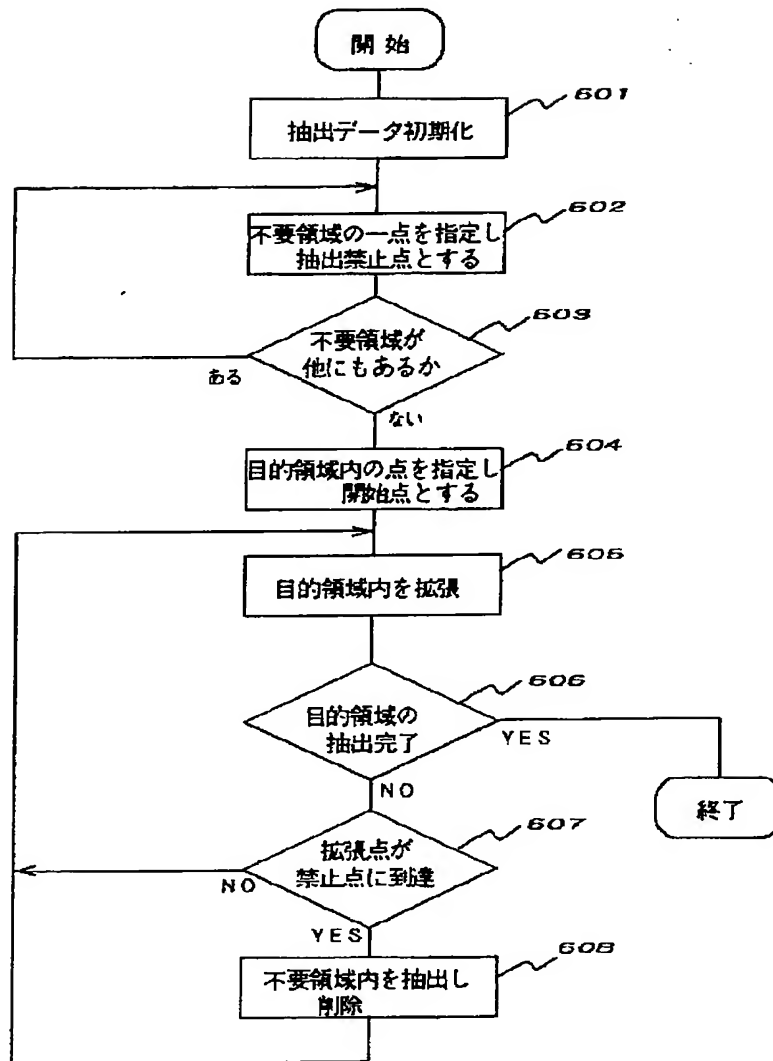 開始
601
抽出データ初期化
602
不要領域の一点を指定し
抽出禁止点とする
603
不要領域が
他にもあるか
ある
ない
604
目的領域内の点を指定し
開始点とする
605
目的領域内を拡張
606
目的領域の
抽出完了
YES
NO
終了
607
拡張点が
禁止点に到達
NO
YES
608
不要領域内を抽出し
削除